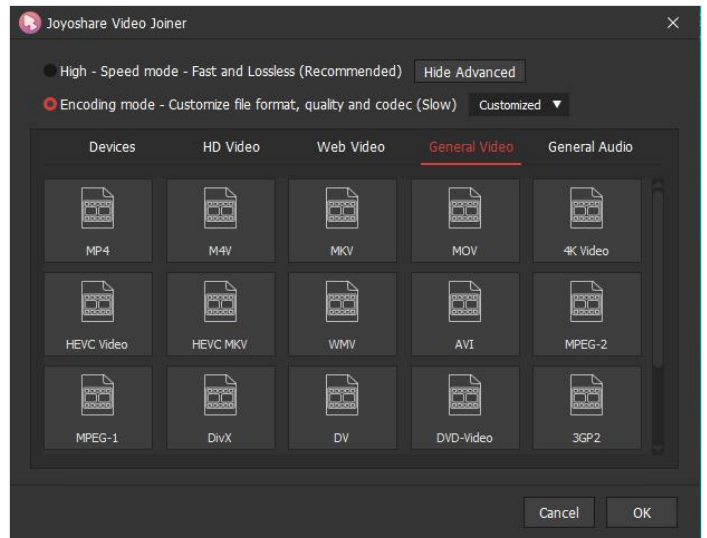 Joyoshare Video Joiner
High - Speed mode - Fast and Lossless (Recommended) Hide Advanced
Encoding mode - Customize file format, quality and codec (Slow) Customized
Devices HD Video Web Video General Video General Audio
MP4 M4V MKV MOV 4K Video
HEVC Video HEVC MKV WMV AVI MPEG-2
MPEG-1 DivX DV DVD-Video 3GP2
Cancel OK